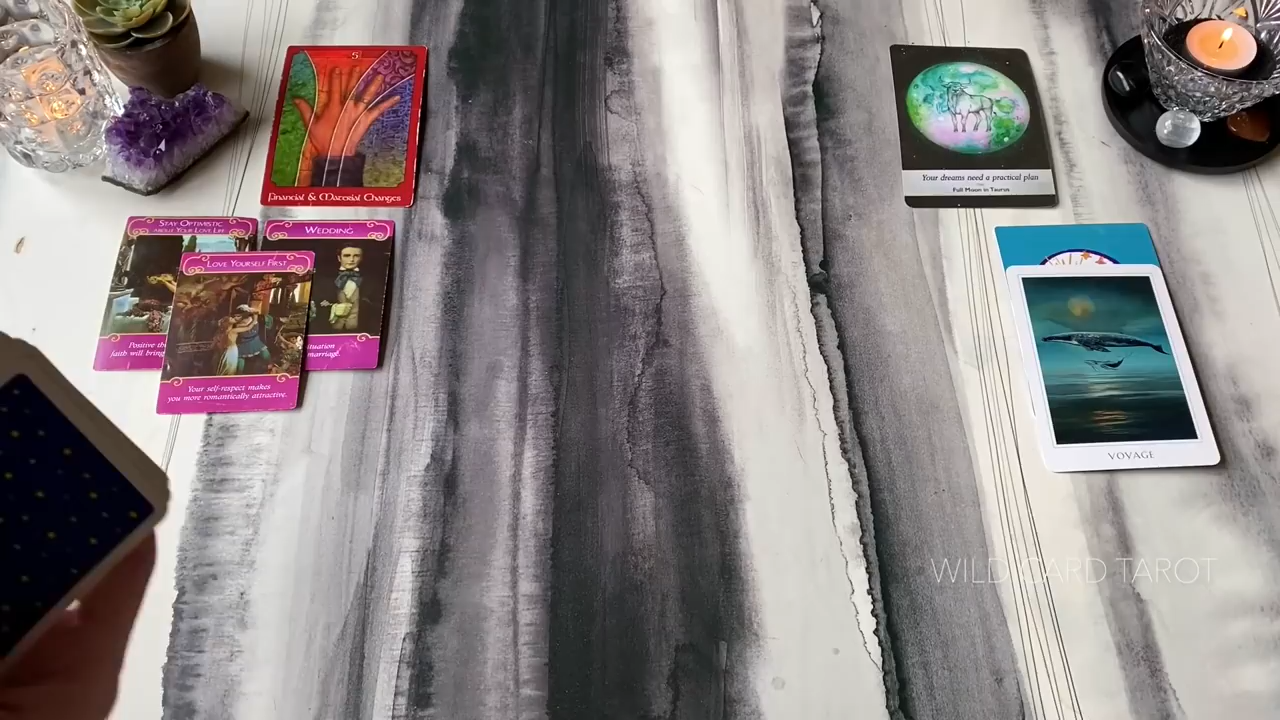 5
Financial & Material Changes
Your dreams need a practical plan
Full Moon in Taurus
Stay Optimistic
about Your Love Life
Wedding
Love Yourself First
Positive
faith will bring
ituation
marriage.
Your self-respect makes
you more romantically attractive.
VOYAGE
WILD CARD TAROT